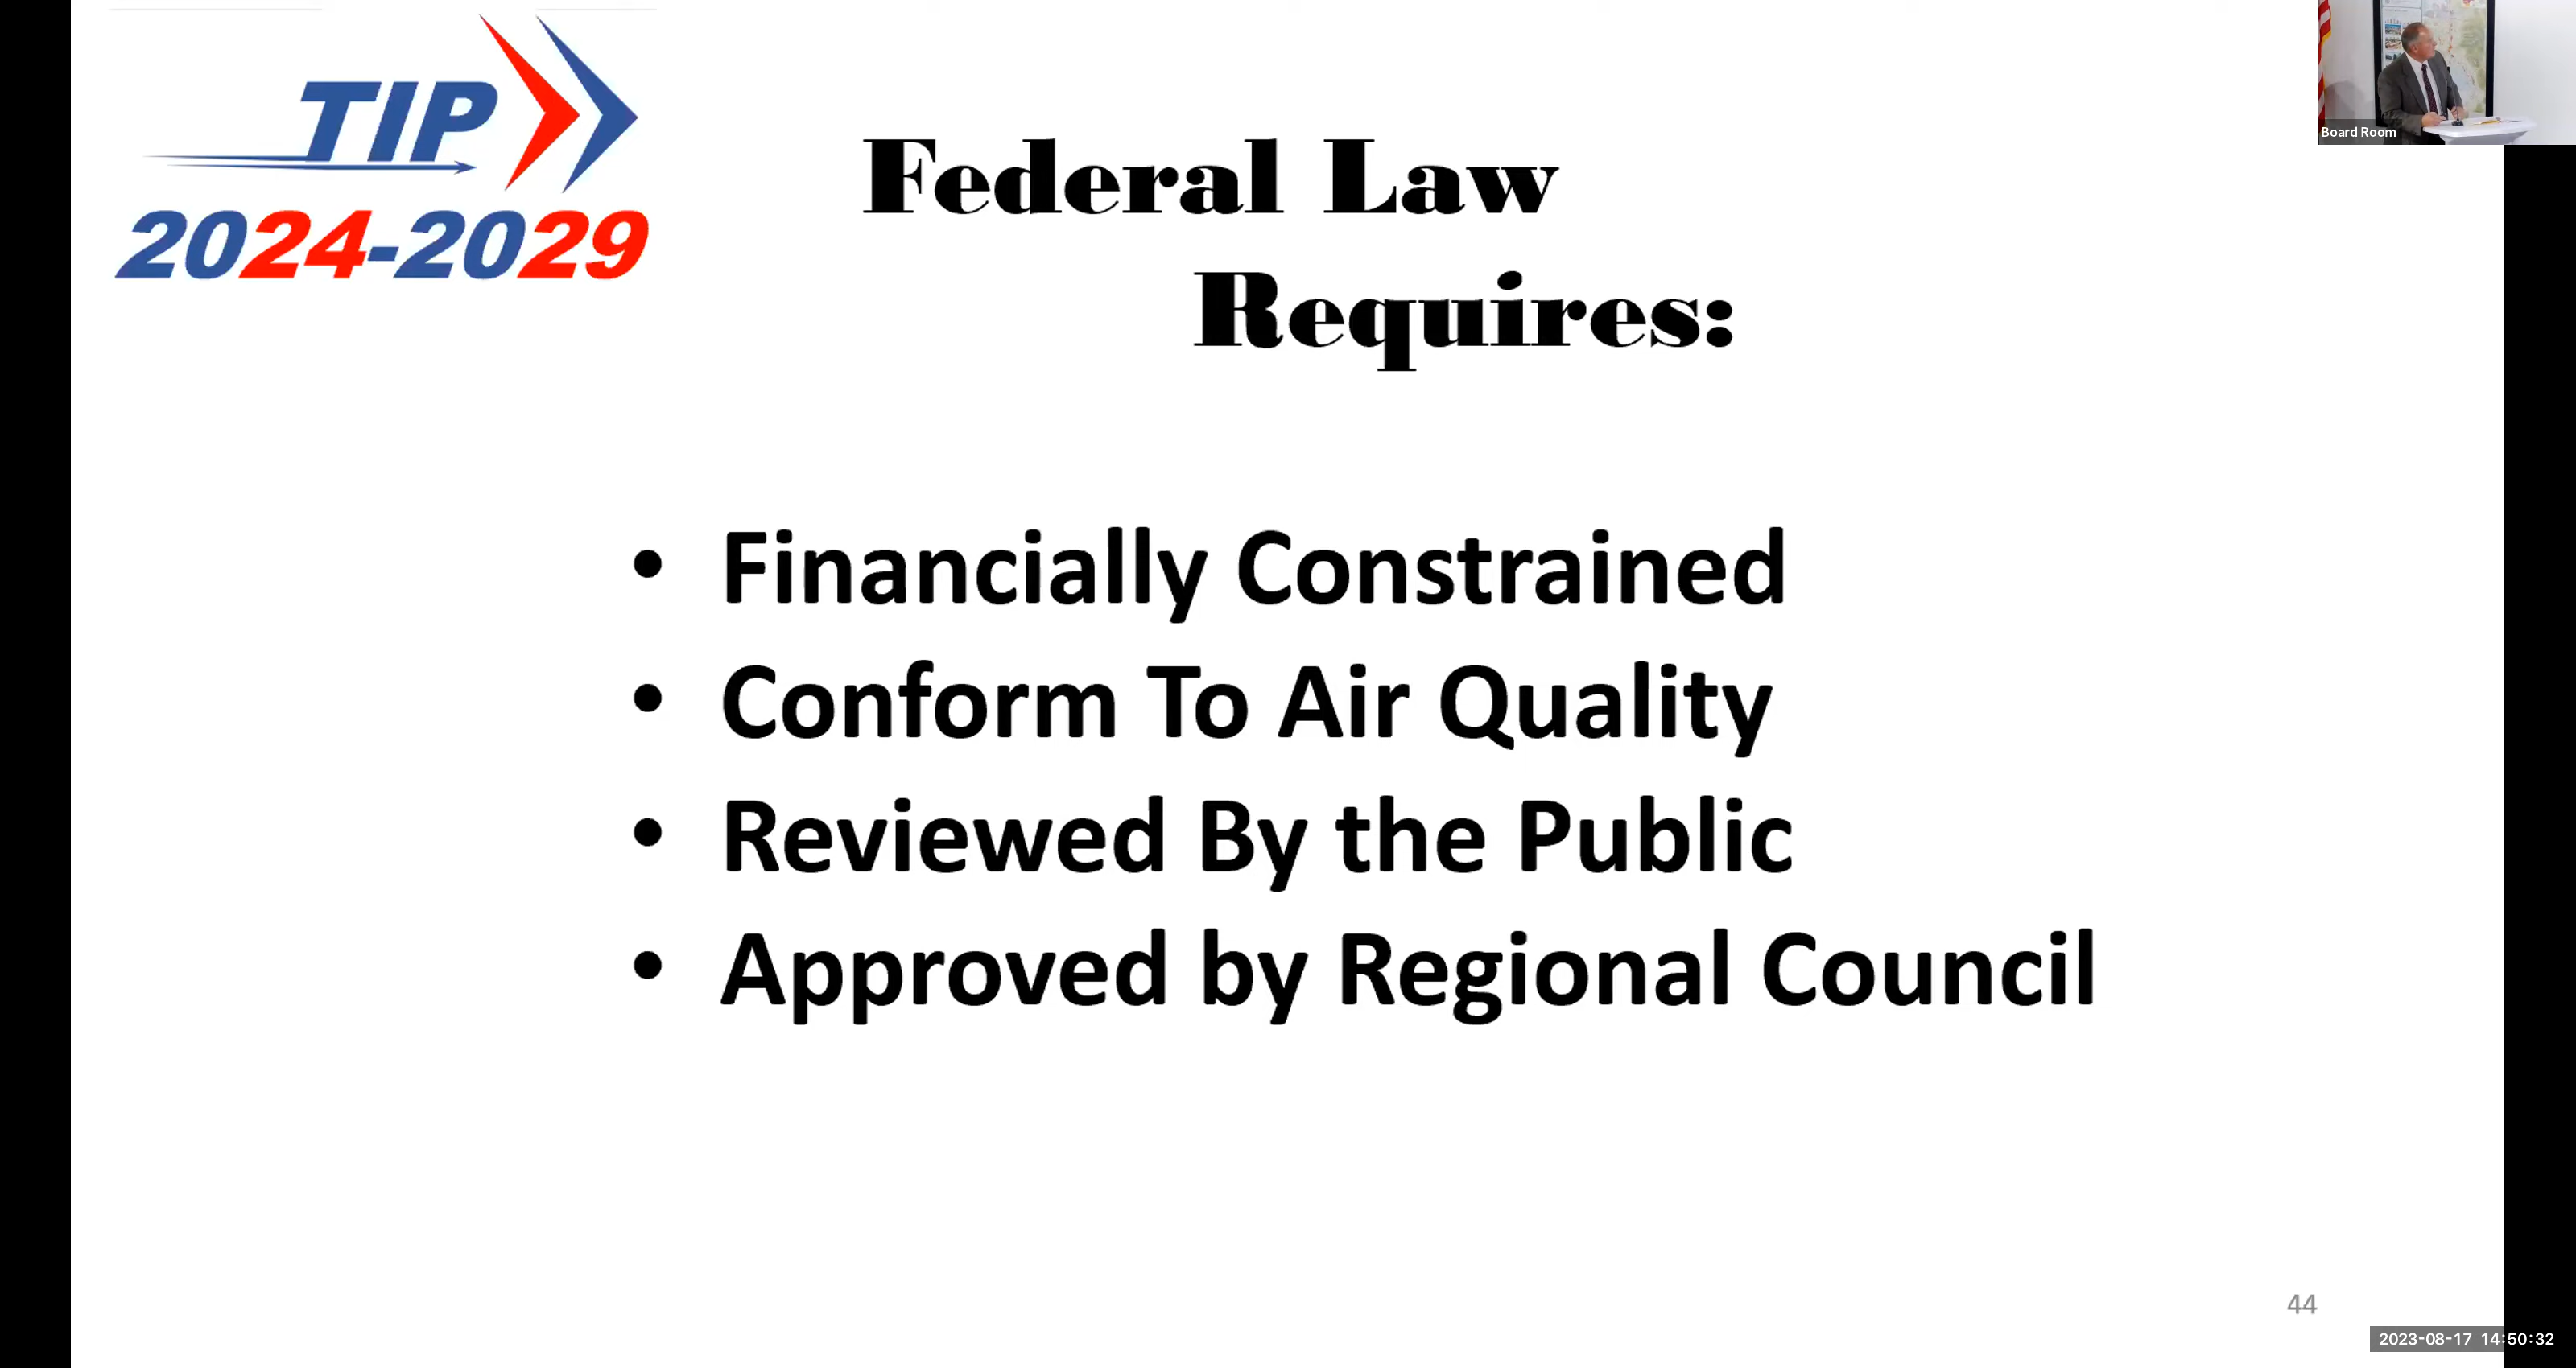 TIP
2024-2029
Board Room
Federal Law
Requires:
• Financially Constrained
• Conform To Air Quality
• Reviewed By the Public
• Approved by Regional Council
44
2023-08-17 14:50:32